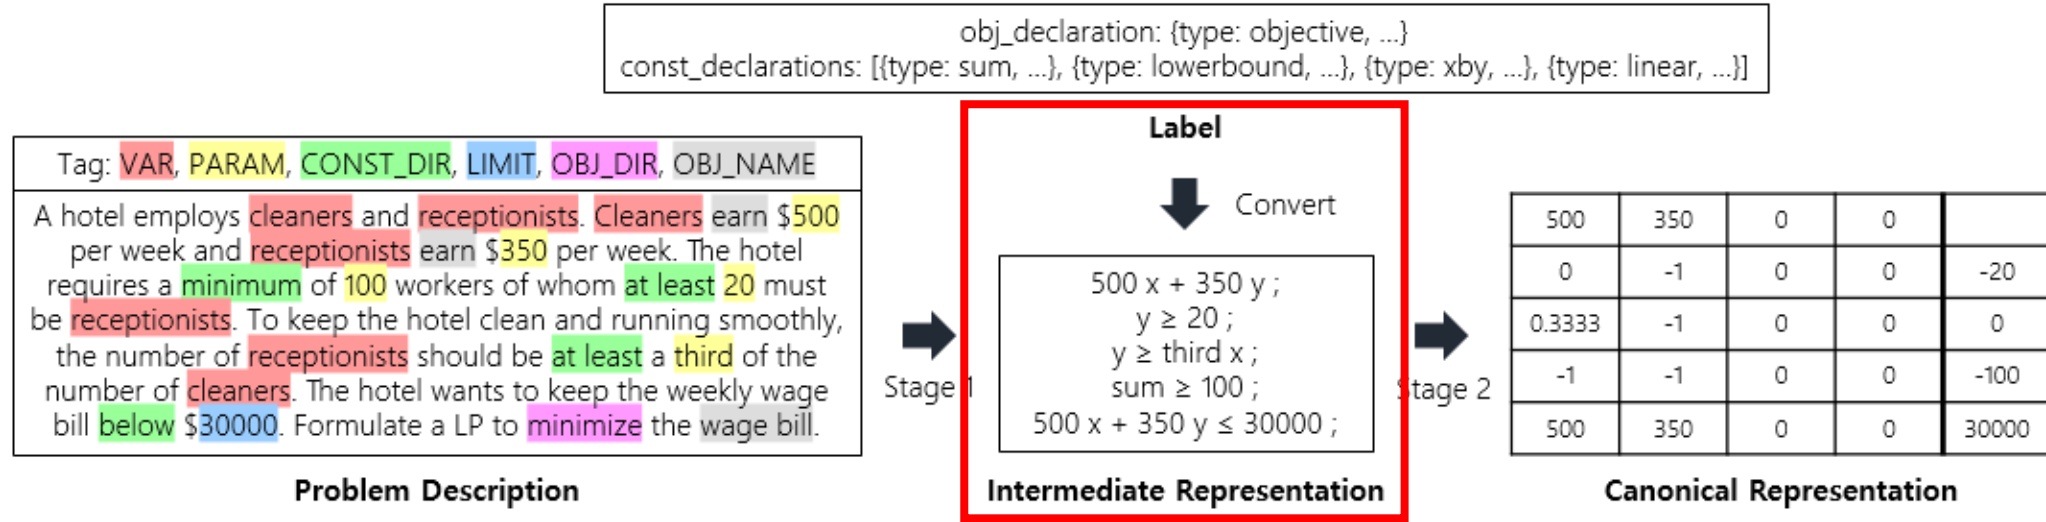 obj_declaration: {type: objective, ...}
const_declarations: [{type: sum, ...}, {type: lowerbound, ...}, {type: xby, ...}, {type: linear, ...}]
Tag: VAR, PARAM, CONST_DIR, LIMIT, OBJ_DIR, OBJ_NAME
A hotel employs cleaners and receptionists. Cleaners earn $500
per week and receptionists earn $350 per week. The hotel
requires a minimum of 100 workers of whom at least 20 must
be receptionists. To keep the hotel clean and running smoothly,
the number of receptionists should be at least a third of the
number of cleaners. The hotel wants to keep the weekly wage
bill below $30000. Formulate a LP to minimize the wage bill.
Problem Description
Stage 1
Label
Convert
500 x + 350 y ;
y ≥ 20 ;
y ≥ third x ;
sum ≥ 100 ;
500 x + 350 y ≤ 30000 ;
Intermediate Representation
Stage 2
500 350 0 0
0 -1 0 0 -20
0.3333 -1 0 0 0
-1 -1 0 0 -100
500 350 0 0 30000
Canonical Representation